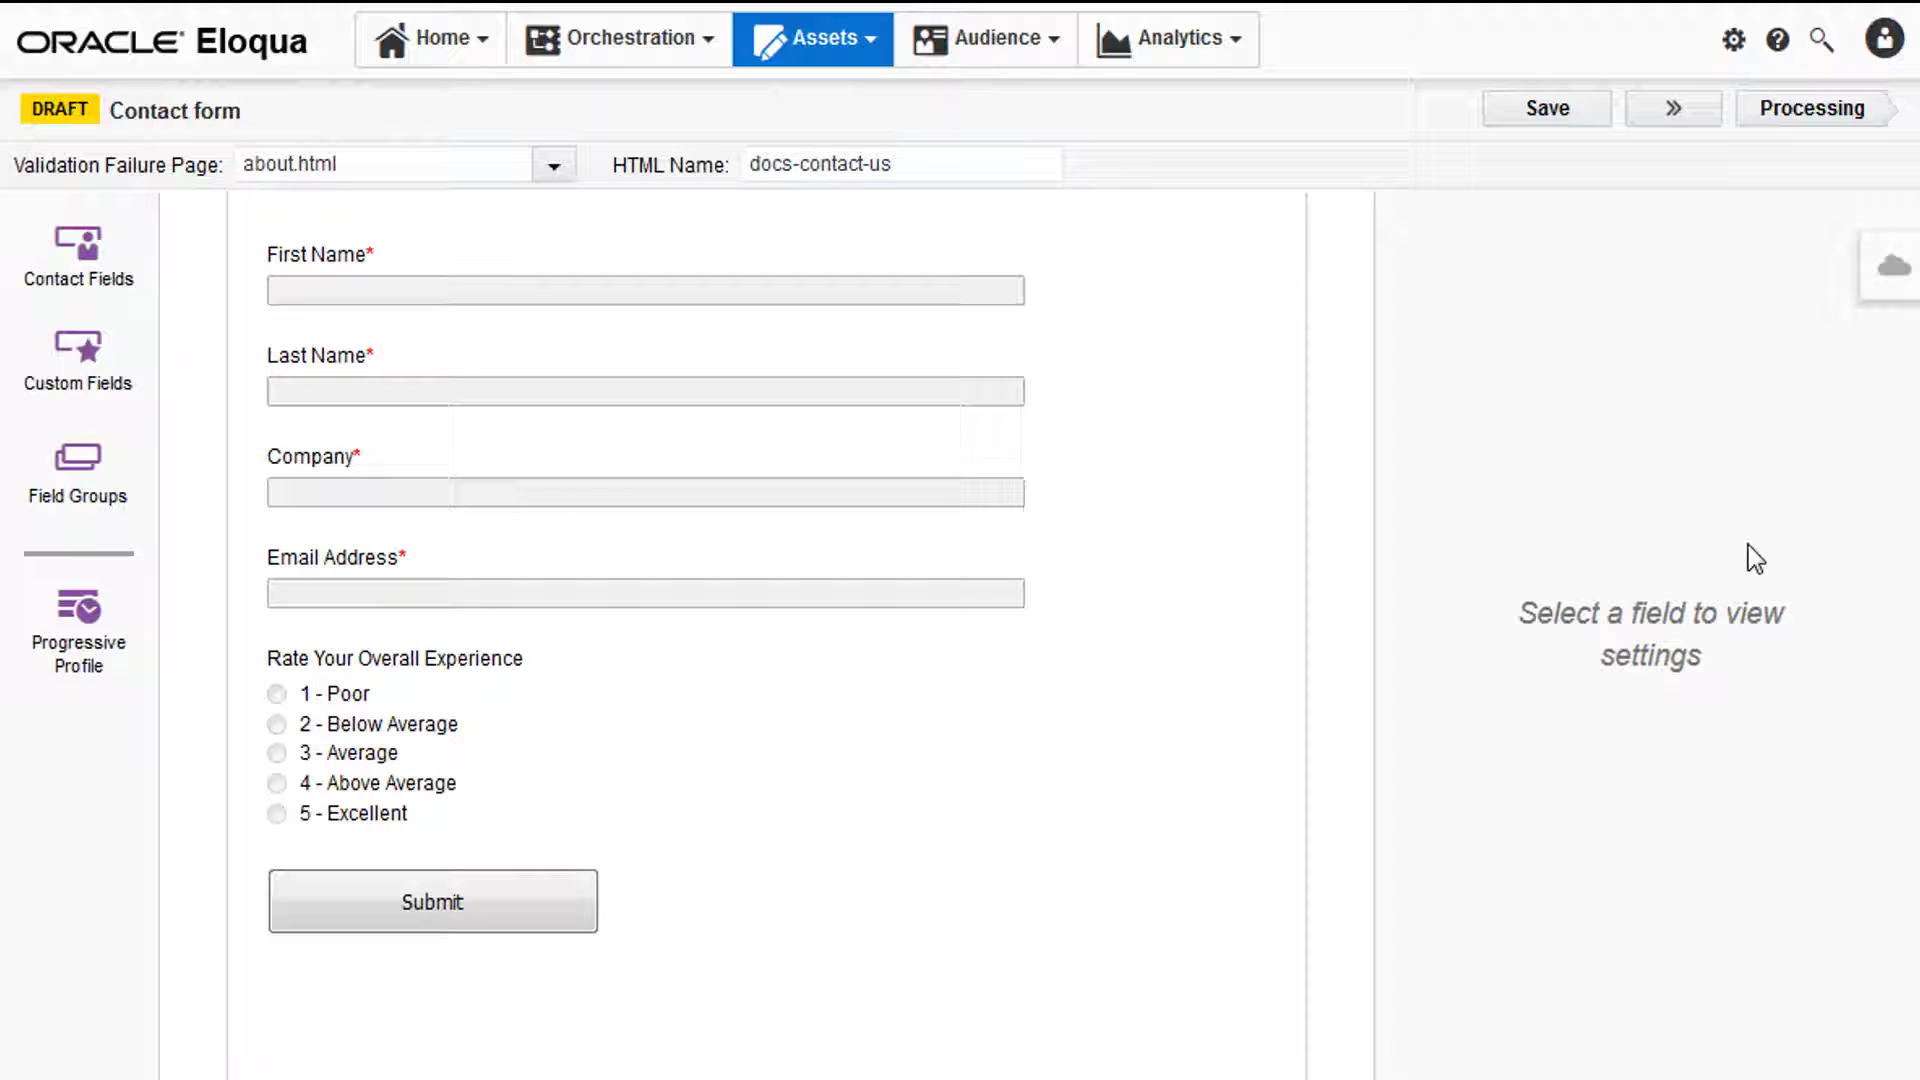 ORACLE Eloqua
Home
Orchestration
Assets
Audience
Analytics
DRAFT
Contact form
Save
»
Processing
Validation Failure Page: about.html
HTML Name: docs-contact-us
Contact Fields
Custom Fields
Field Groups
Progressive
Profile
First Name*
Last Name*
Company*
Email Address*
Rate Your Overall Experience
1 - Poor
2 - Below Average
3 - Average
4 - Above Average
5 - Excellent
Submit
Select a field to view
settings